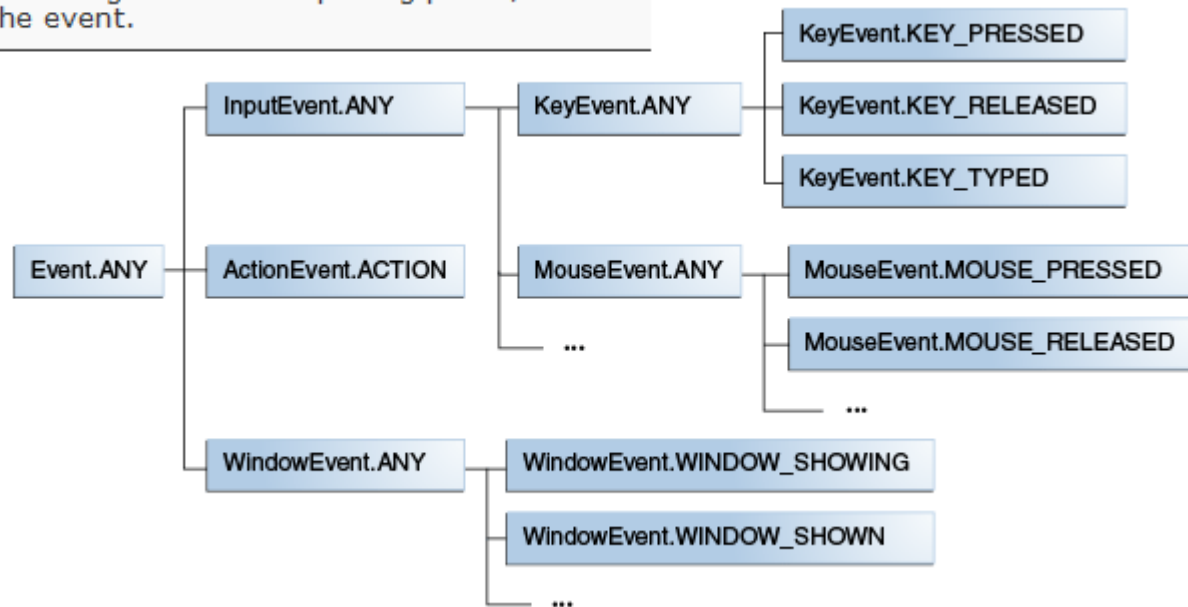 he event.
KeyEvent.KEY_PRESSED
InputEvent.ANY
KeyEvent.ANY
KeyEvent.KEY_RELEASED
KeyEvent.KEY_TYPED
Event.ANY
ActionEvent.ACTION
MouseEvent.ANY
MouseEvent.MOUSE_PRESSED
...
MouseEvent.MOUSE_RELEASED
...
WindowEvent.ANY
WindowEvent.WINDOW_SHOWING
WindowEvent.WINDOW_SHOWN
...